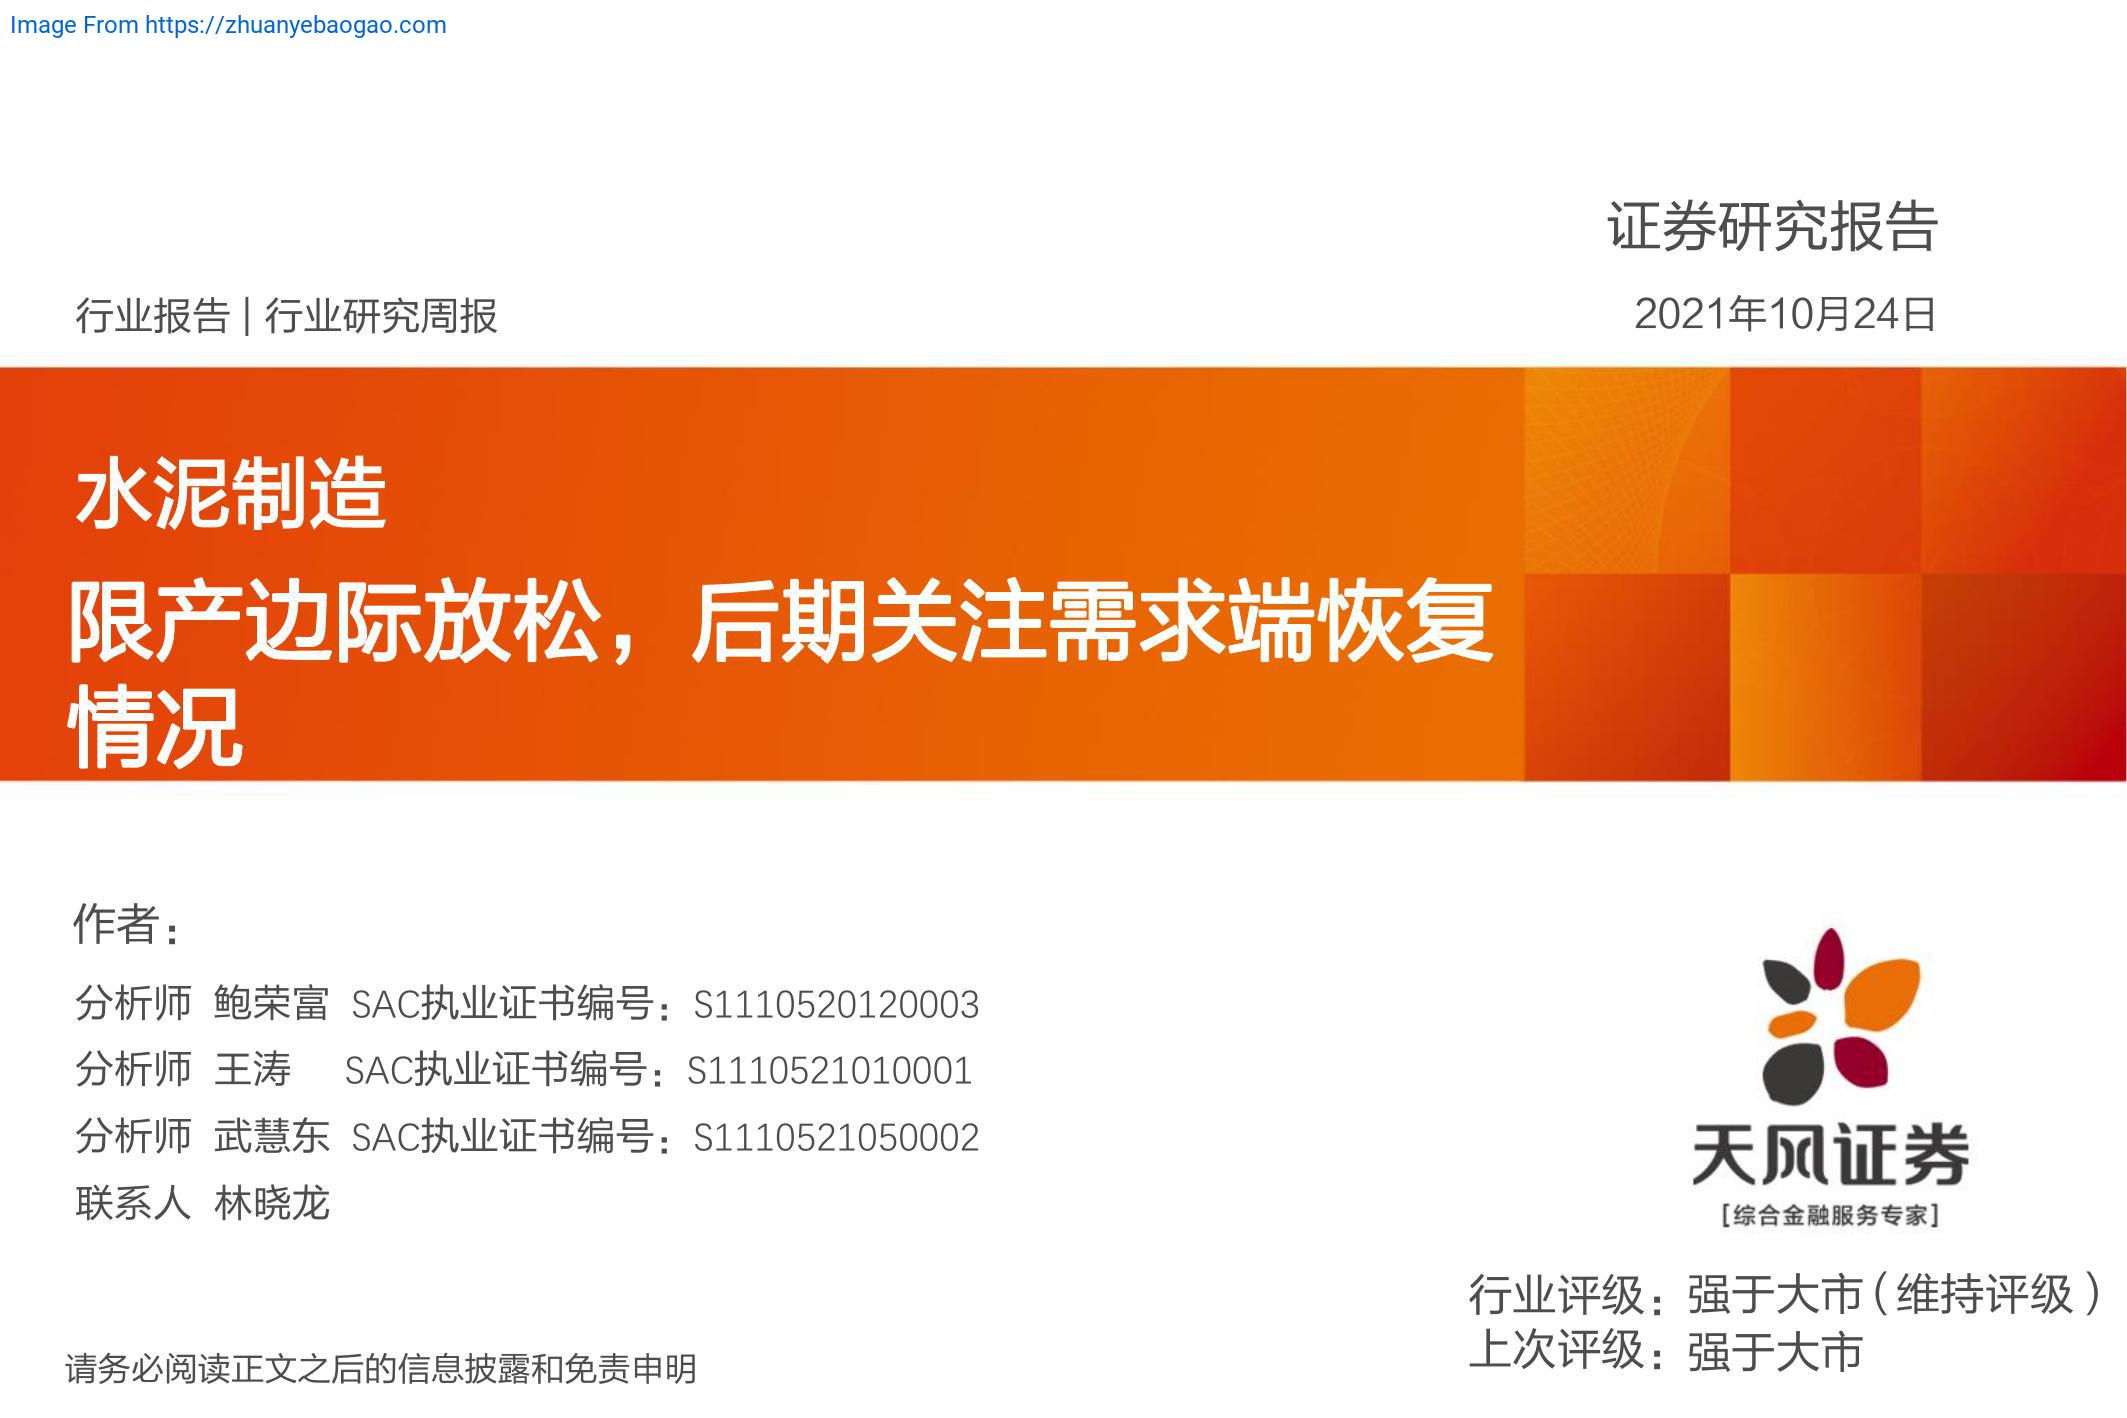 Image From https://zhuanyebaogao.com
证券研究报告
行业报告 | 行业研究周报
2021年10月24日
水泥制造
限产边际放松，后期关注需求端恢复
情况
作者：
分析师 鲍荣富 SAC执业证书编号：S1110520120003
分析师 王涛 SAC执业证书编号：S1110521010001
分析师 武慧东 SAC执业证书编号：S1110521050002
联系人 林晓龙
天风证券
[综合金融服务专家]
行业评级：强于大市（维持评级）
上次评级：强于大市
请务必阅读正文之后的信息披露和免责申明